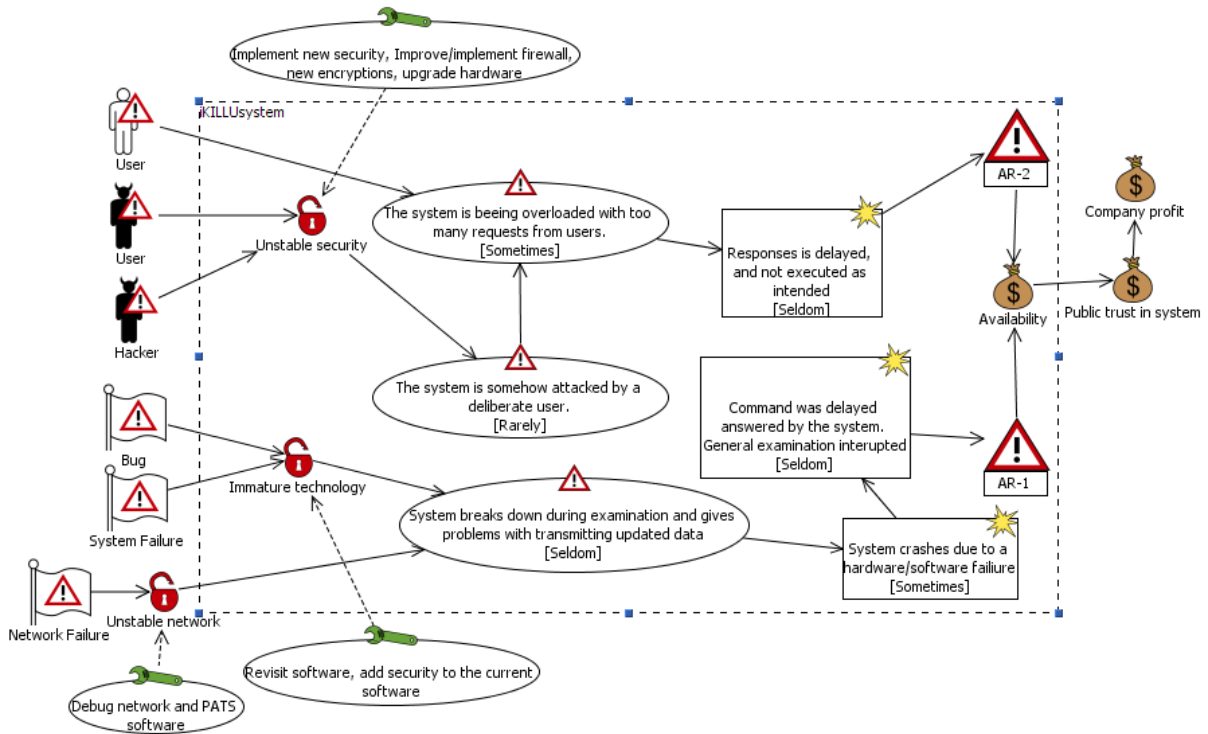 Implement new security, Improve/implement firewall,
new encryptions, upgrade hardware
iKILLUsystem
User
AR-2
Company profit
User
Unstable security
The system is beeing overloaded with too
many requests from users.
[Sometimes]
Responses is delayed,
and not executed as
intended
[Seldom]
Availability
Public trust in system
Hacker
The system is somehow attacked by a
deliberate user.
[Rarely]
Command was delayed
answered by the system.
General examination interupted
[Seldom]
Bug
Immature technology
AR-1
System Failure
System breaks down during examination and gives
problems with transmitting updated data
[Seldom]
System crashes due to a
hardware/software failure
[Sometimes]
Unstable network
Network Failure
Revisit software, add security to the current
software
Debug network and PATS
software